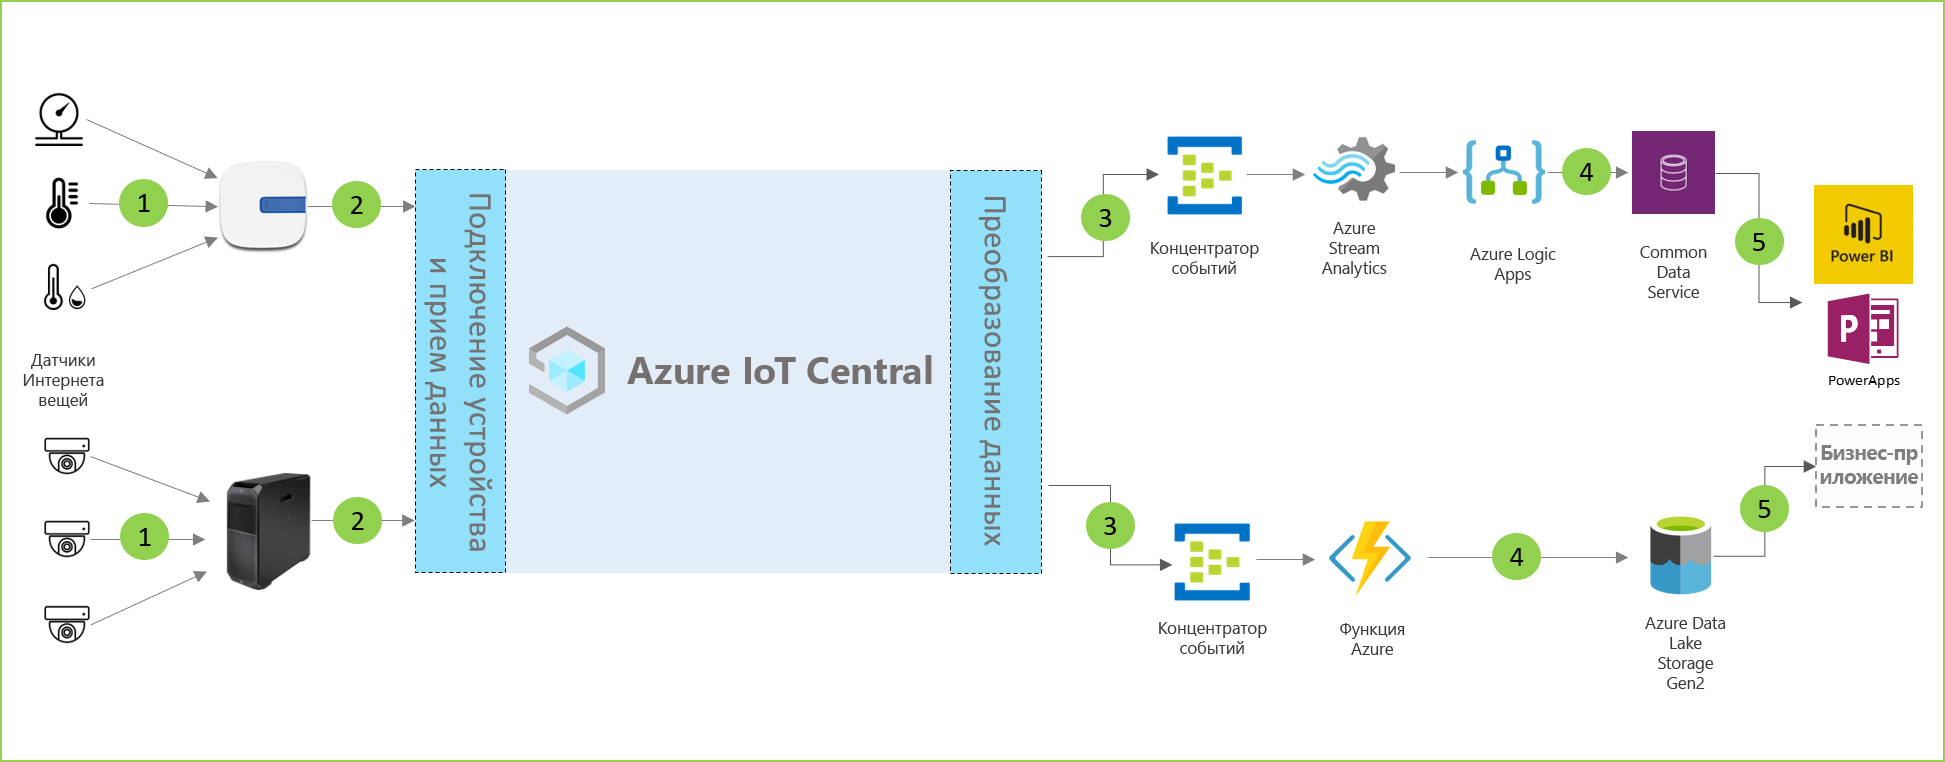 1
2
Датчики
Интернета
вещей
1
2
Подключение устройства
и прием данных
Azure IoT Central
Преобразование данных
3
Концентратор
событий
Azure
Stream
Analytics
Azure Logic
Apps
4
Common
Data
Service
5
Power BI
P
PowerApps
3
Концентратор
событий
Функция
Azure
4
Azure Data
Lake
Storage
Gen2
5
Бизнес-пр
иложение